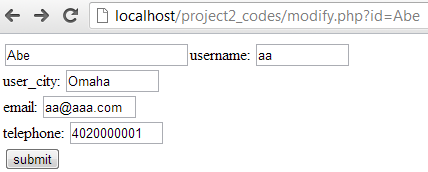 localhost/project2_codes/modify.php?id=Abe
Abe username: aa
user_city: Omaha
email: aa@aaa.com
telephone: 4020000001
submit